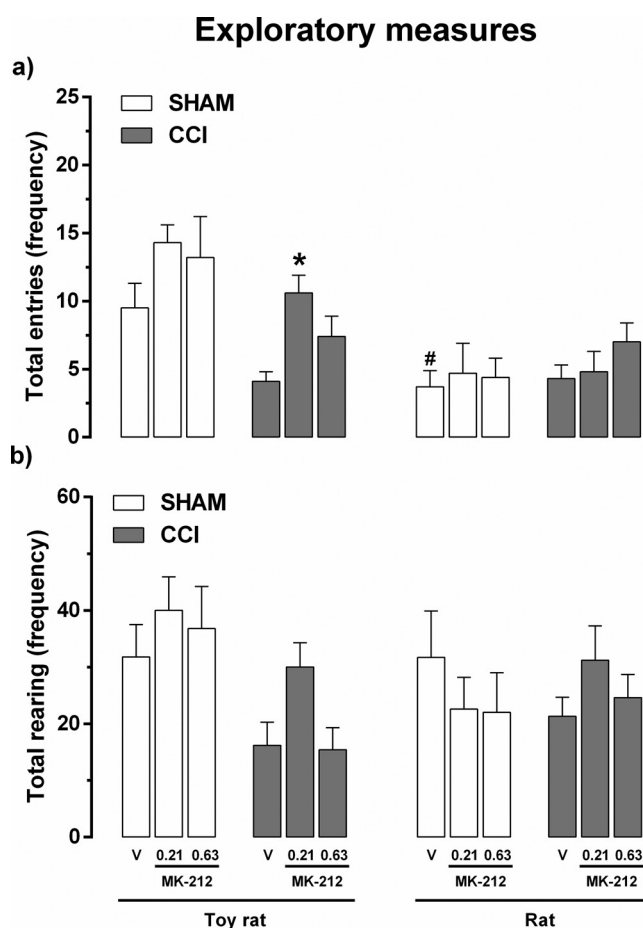 Exploratory measures
a)
Total entries (frequency)
25
20
15
10
5
0
SHAM
CCI
*
#
b)
Total rearing (frequency)
60
40
20
0
SHAM
CCI
V 0.21 0.63 V 0.21 0.63 V 0.21 0.63 V 0.21 0.63
MK-212 MK-212 MK-212 MK-212
Toy rat Rat